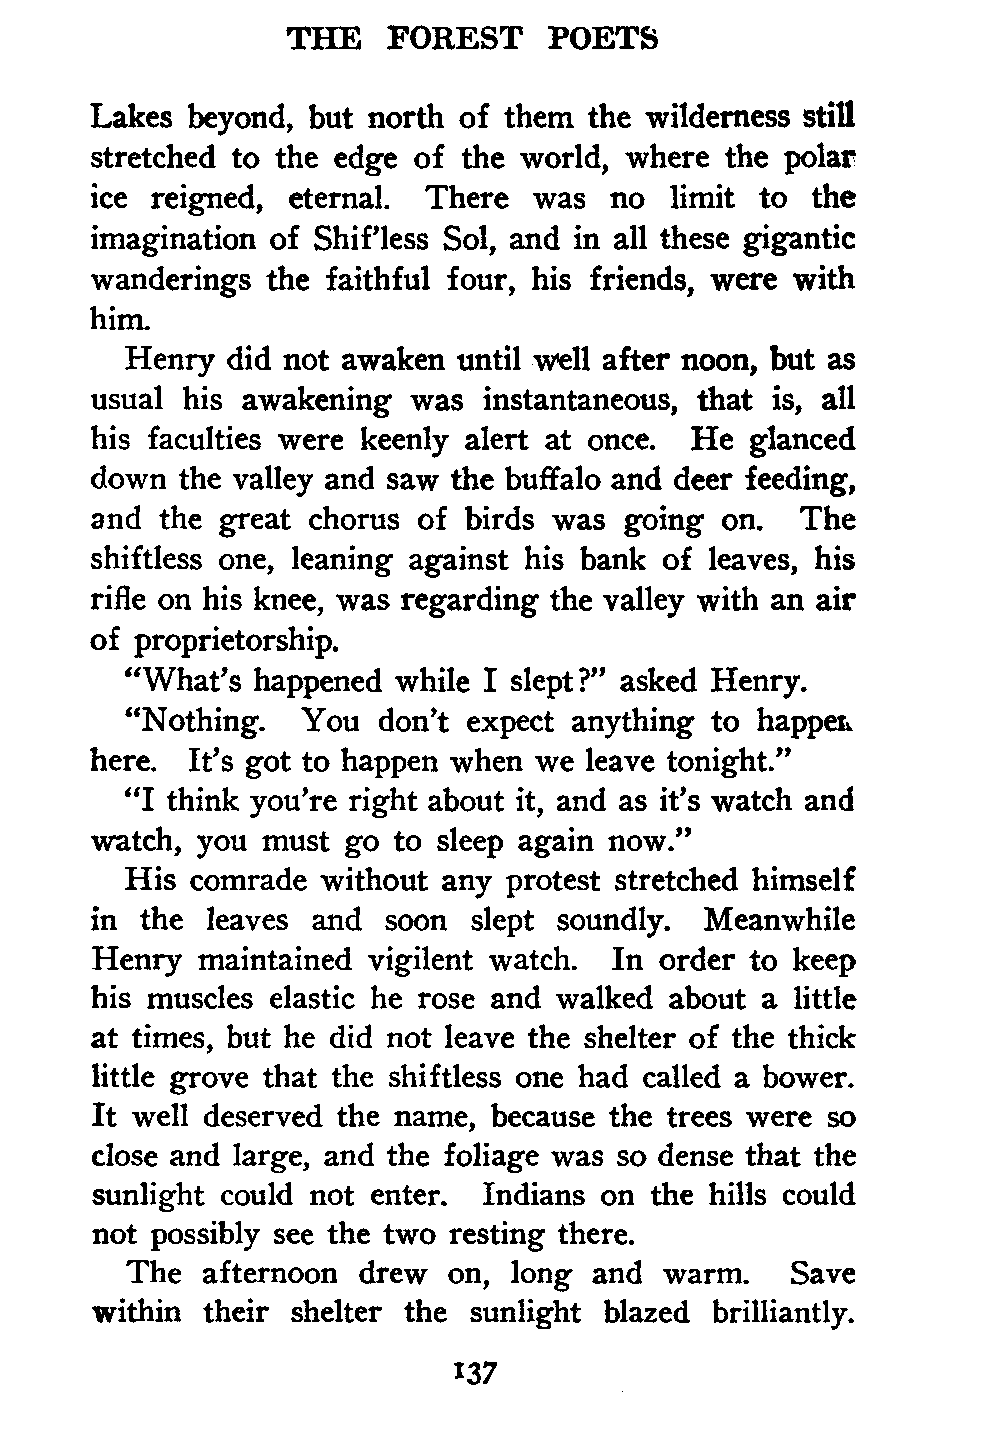 THE FOREST POETS
Lakes beyond, but north of them the wilderness still
stretched to the edge of the world, where the polar
ice reigned, eternal. There was no limit to the
imagination of Shif'less Sol, and in all these gigantic
wanderings the faithful four, his friends, were with
him.
Henry did not awaken until well after noon, but as
usual his awakening was instantaneous, that is, all
his faculties were keenly alert at once. He glanced
down the valley and saw the buffalo and deer feeding,
and the great chorus of birds was going on. The
shiftless one, leaning against his bank of leaves, his
rifle on his knee, was regarding the valley with an air
of proprietorship.
“What's happened while I slept?” asked Henry.
“Nothing. You don't expect anything to happen
here. It's got to happen when we leave tonight.”
“I think you're right about it, and as it's watch and
watch, you must go to sleep again now.”
His comrade without any protest stretched himself
in the leaves and soon slept soundly. Meanwhile
Henry maintained vigilent watch. In order to keep
his muscles elastic he rose and walked about a little
at times, but he did not leave the shelter of the thick
little grove that the shiftless one had called a bower.
It well deserved the name, because the trees were so
close and large, and the foliage was so dense that the
sunlight could not enter. Indians on the hills could
not possibly see the two resting there.
The afternoon drew on, long and warm. Save
within their shelter the sunlight blazed brilliantly.
137